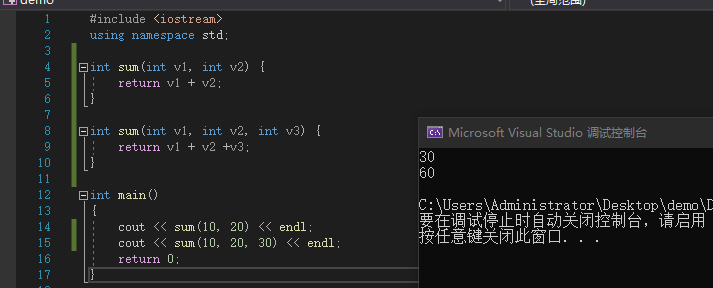 demo
(全局范围)
1 #include <iostream>
2 using namespace std;
3
4 int sum(int v1, int v2) {
5 return v1 + v2;
6 }
7
8 int sum(int v1, int v2, int v3) {
9 return v1 + v2 +v3;
10 }
11
12 int main()
13 {
14 cout << sum(10, 20) << endl;
15 cout << sum(10, 20, 30) << endl;
16 return 0;
17 }
Microsoft Visual Studio 调试控制台
30
60
C:\Users\Administrator\Desktop\demo\D
要在调试停止时自动关闭控制台，请启用
按任意键关闭此窗口. . .